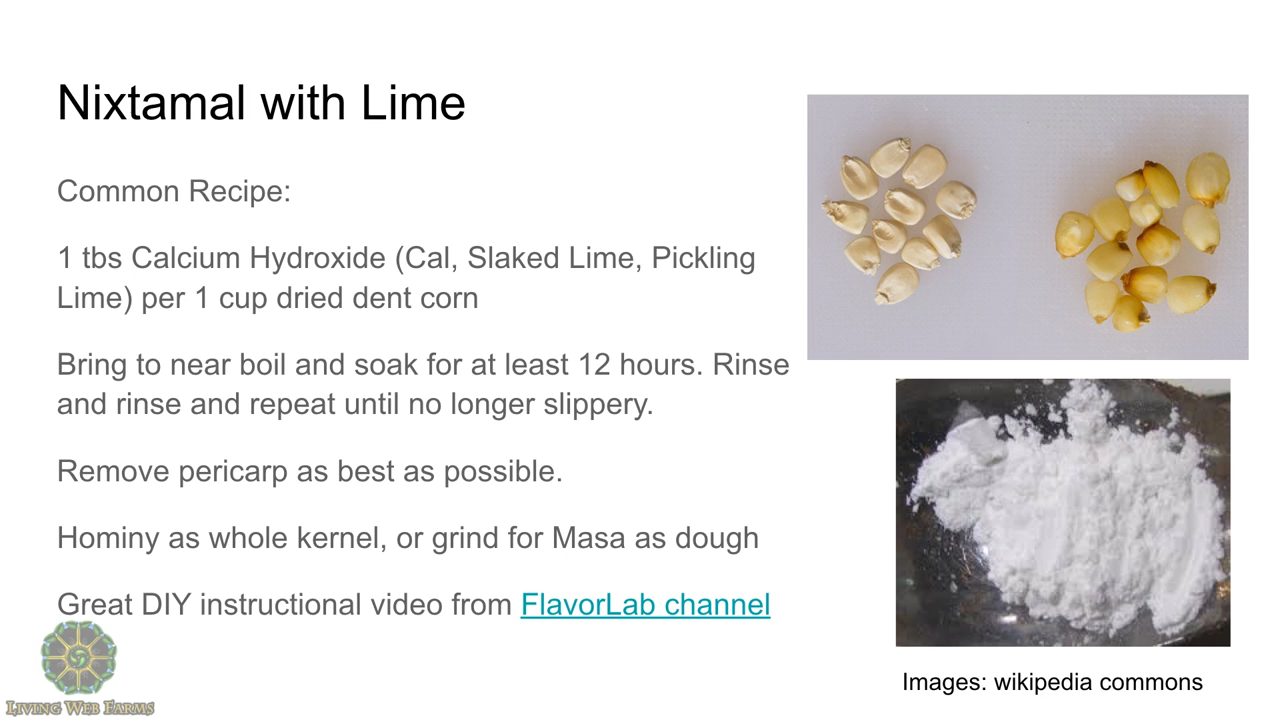 Nixtamal with Lime
Common Recipe:
1 tbs Calcium Hydroxide (Cal, Slaked Lime, Pickling
Lime) per 1 cup dried dent corn
Bring to near boil and soak for at least 12 hours. Rinse
and rinse and repeat until no longer slippery.
Remove pericarp as best as possible.
Hominy as whole kernel, or grind for Masa as dough
Great DIY instructional video from FlavorLab channel
Living Web Farms
Images: wikipedia commons